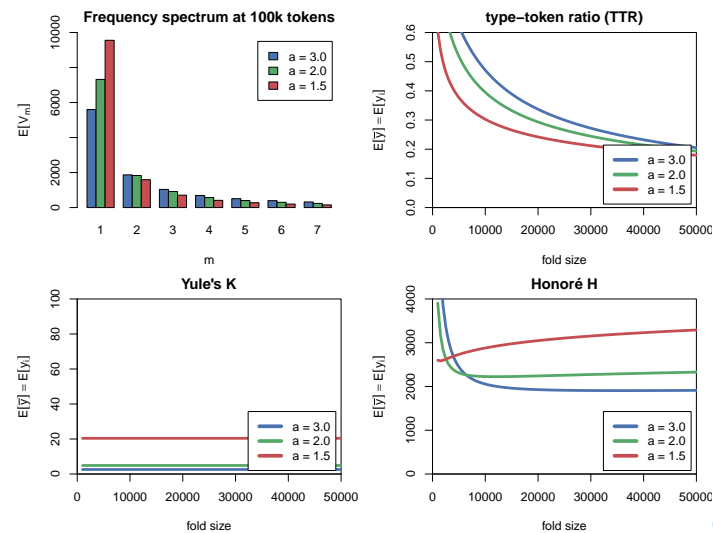 Frequency spectrum at 100k tokens
E[Vm]
0 2000 6000 10000
a = 3.0
a = 2.0
a = 1.5
1 2 3 4 5 6 7
m
type−token ratio (TTR)
E[y̅] = E[yi]
0.0 0.1 0.2 0.3 0.4 0.5 0.6
a = 3.0
a = 2.0
a = 1.5
0 10000 20000 30000 40000 50000
fold size
Yule's K
E[y̅] = E[yi]
0 20 40 60 80 100
a = 3.0
a = 2.0
a = 1.5
0 10000 20000 30000 40000 50000
fold size
Honoré H
E[y̅] = E[yi]
0 1000 2000 3000 4000
a = 3.0
a = 2.0
a = 1.5
0 10000 20000 30000 40000 50000
fold size